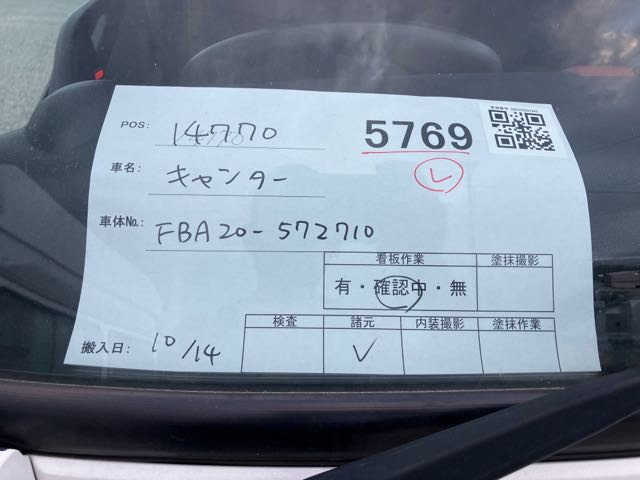 POS: 14770
5769
レ
車名: キャンター
車体No.: FBA20-572710
看板作業 塗抹撮影
有・確認中・無
検査 諸元 内装撮影 塗抹作業
搬入日: 10/14